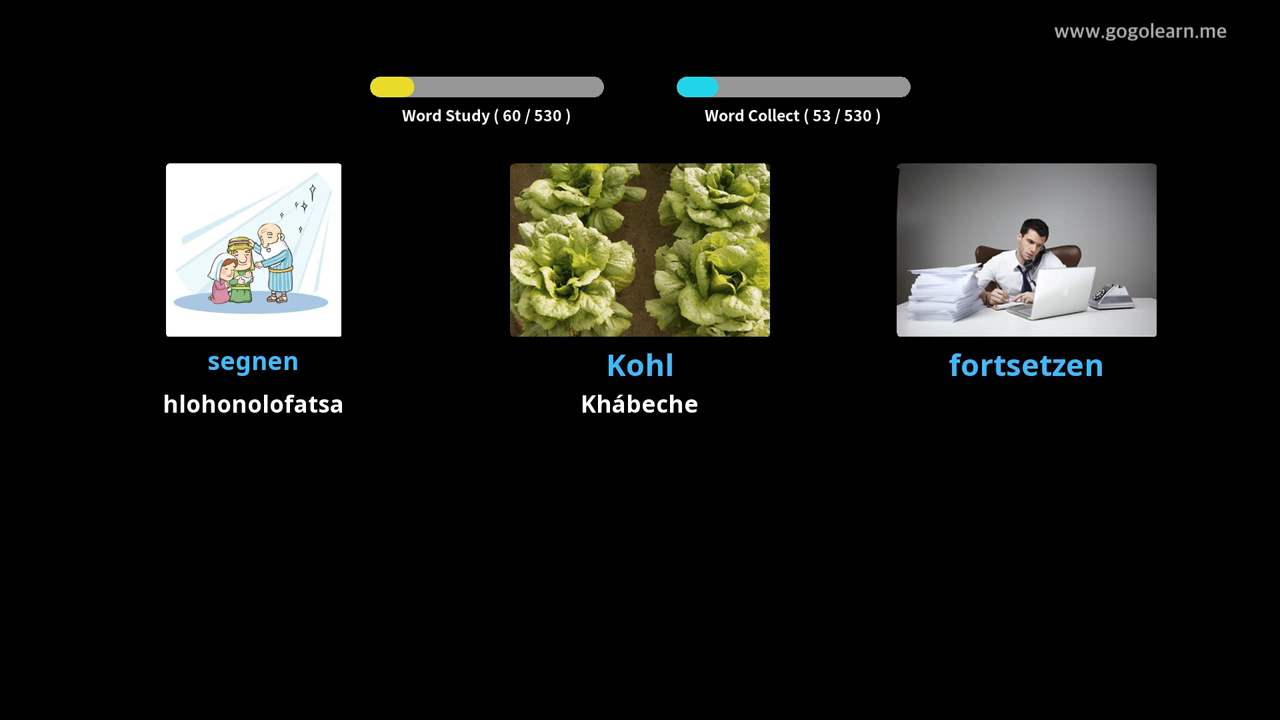 www.gogolearn.me
Word Study ( 60 / 530 )
Word Collect ( 53 / 530 )
segnen
Kohl
fortsetzen
hlohonolofatsa
Khábeche